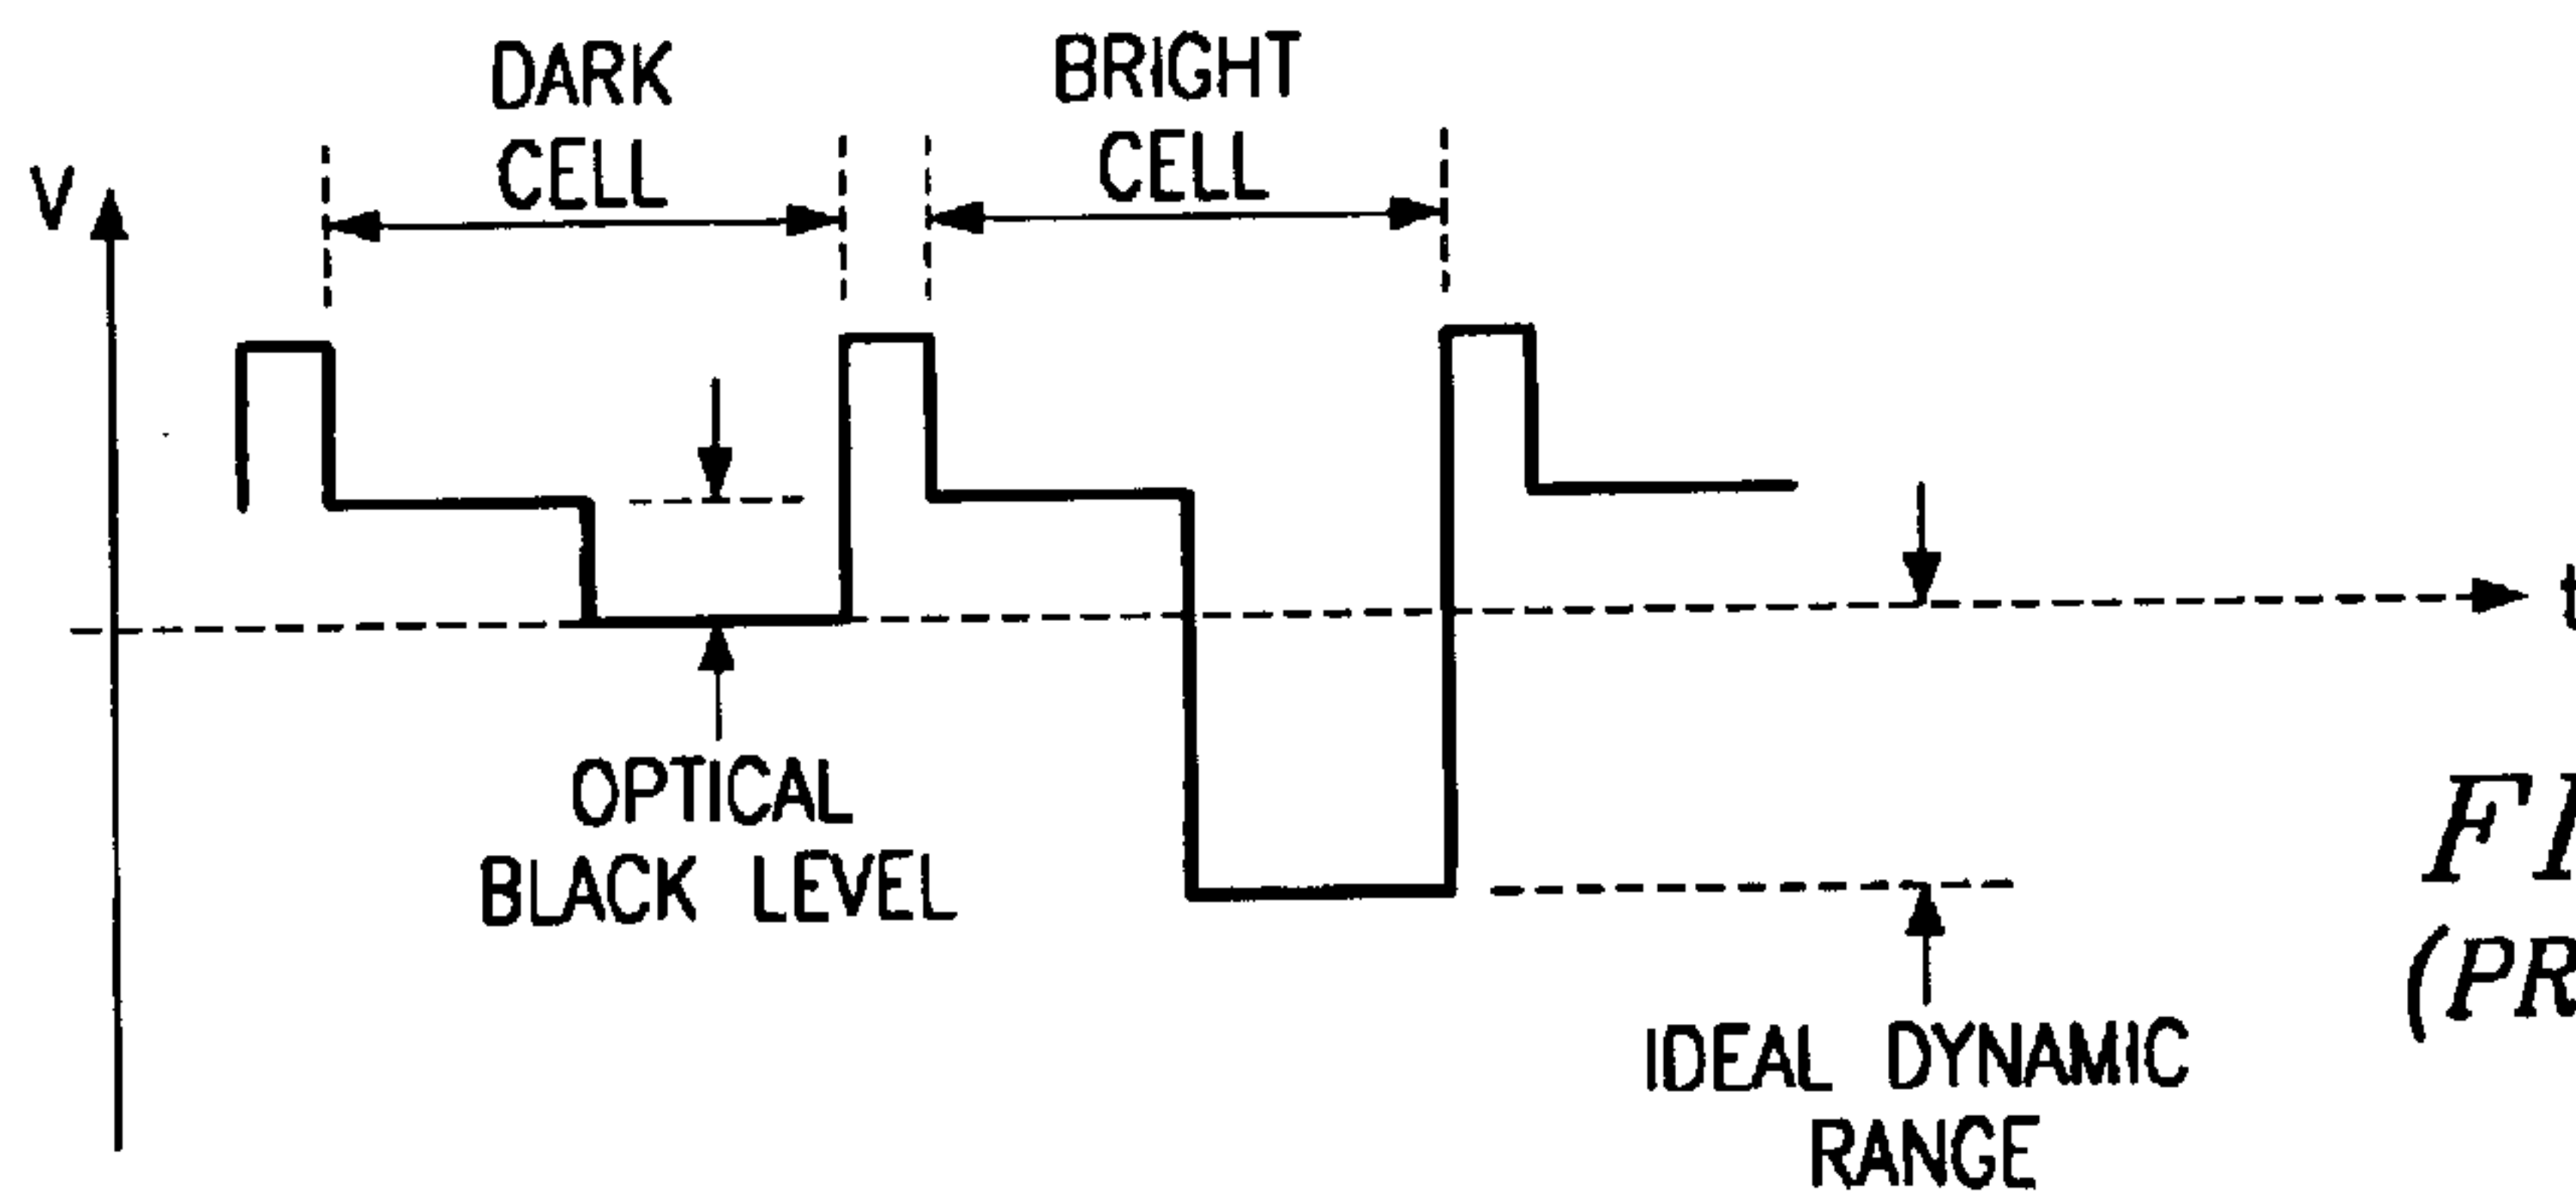 DARK
CELL
BRIGHT
CELL
V
t
OPTICAL
BLACK LEVEL
IDEAL DYNAMIC
RANGE